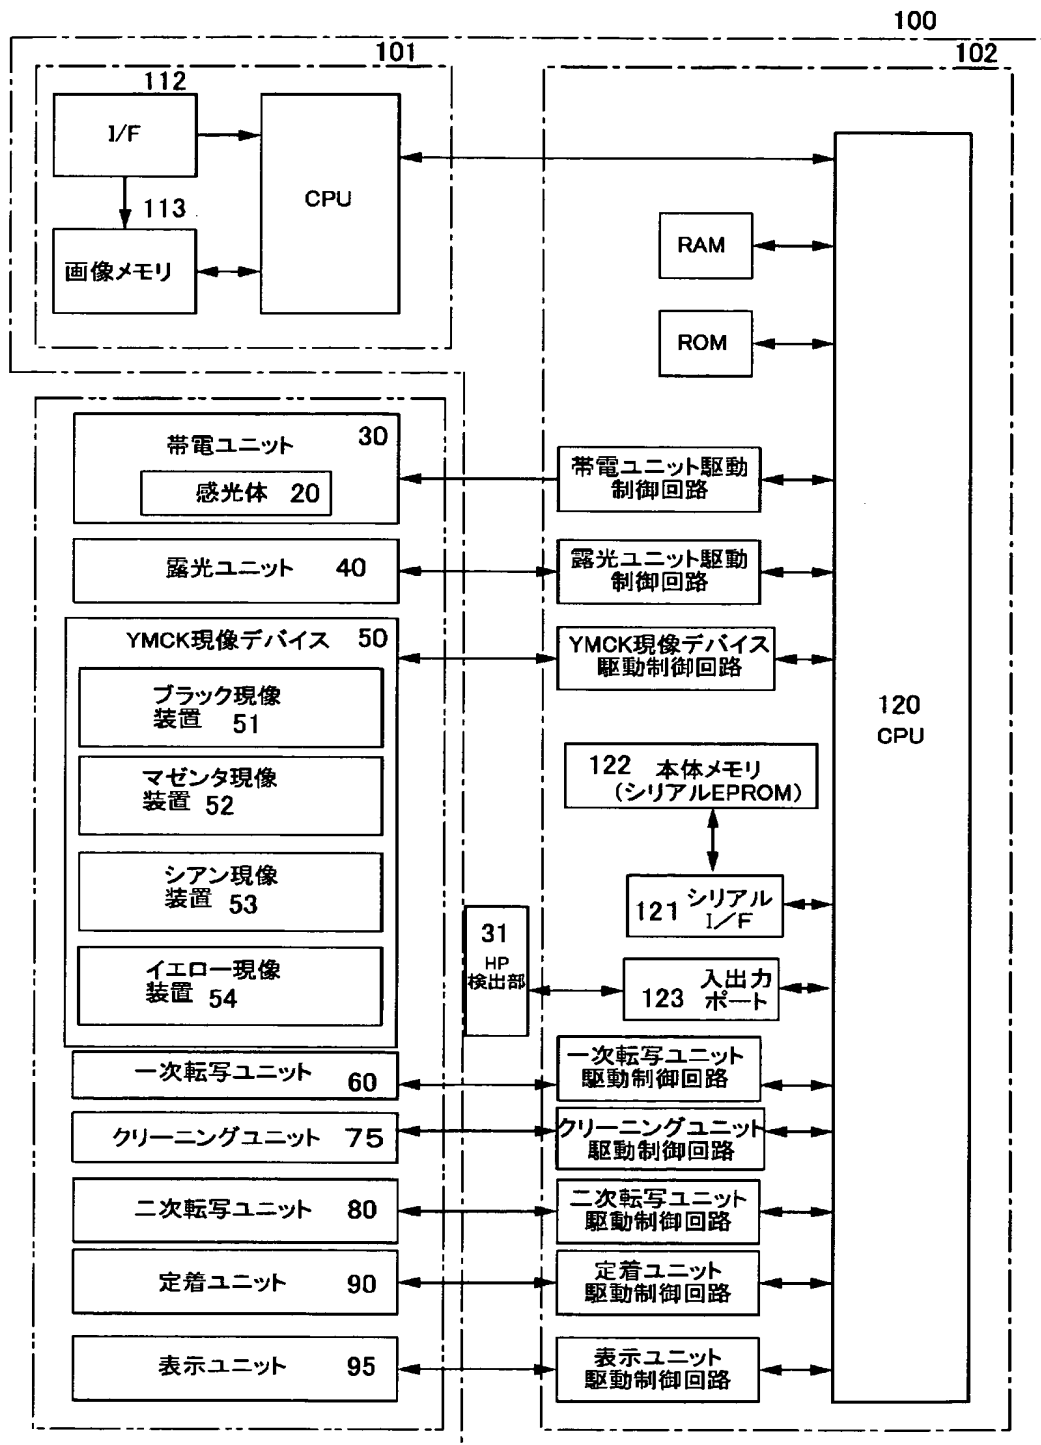 100
101
102
112
I/F
CPU
113
画像メモリ
RAM
ROM
帯電ユニット 30
感光体 20
帯電ユニット駆動
制御回路
露光ユニット 40
露光ユニット駆動
制御回路
YMCK現像デバイス 50
YMCK現像デバイス
駆動制御回路
ブラック現像
装置 51
マゼンタ現像
装置 52
シアン現像
装置 53
イエロー現像
装置 54
120
CPU
122 本体メモリ
(シリアルEPROM)
121 シリアル
I/F
31
HP
検出部
123 入出力
ポート
一次転写ユニット 60
一次転写ユニット
駆動制御回路
クリーニングユニット 75
クリーニングユニット
駆動制御回路
二次転写ユニット 80
二次転写ユニット
駆動制御回路
定着ユニット 90
定着ユニット
駆動制御回路
表示ユニット 95
表示ユニット
駆動制御回路